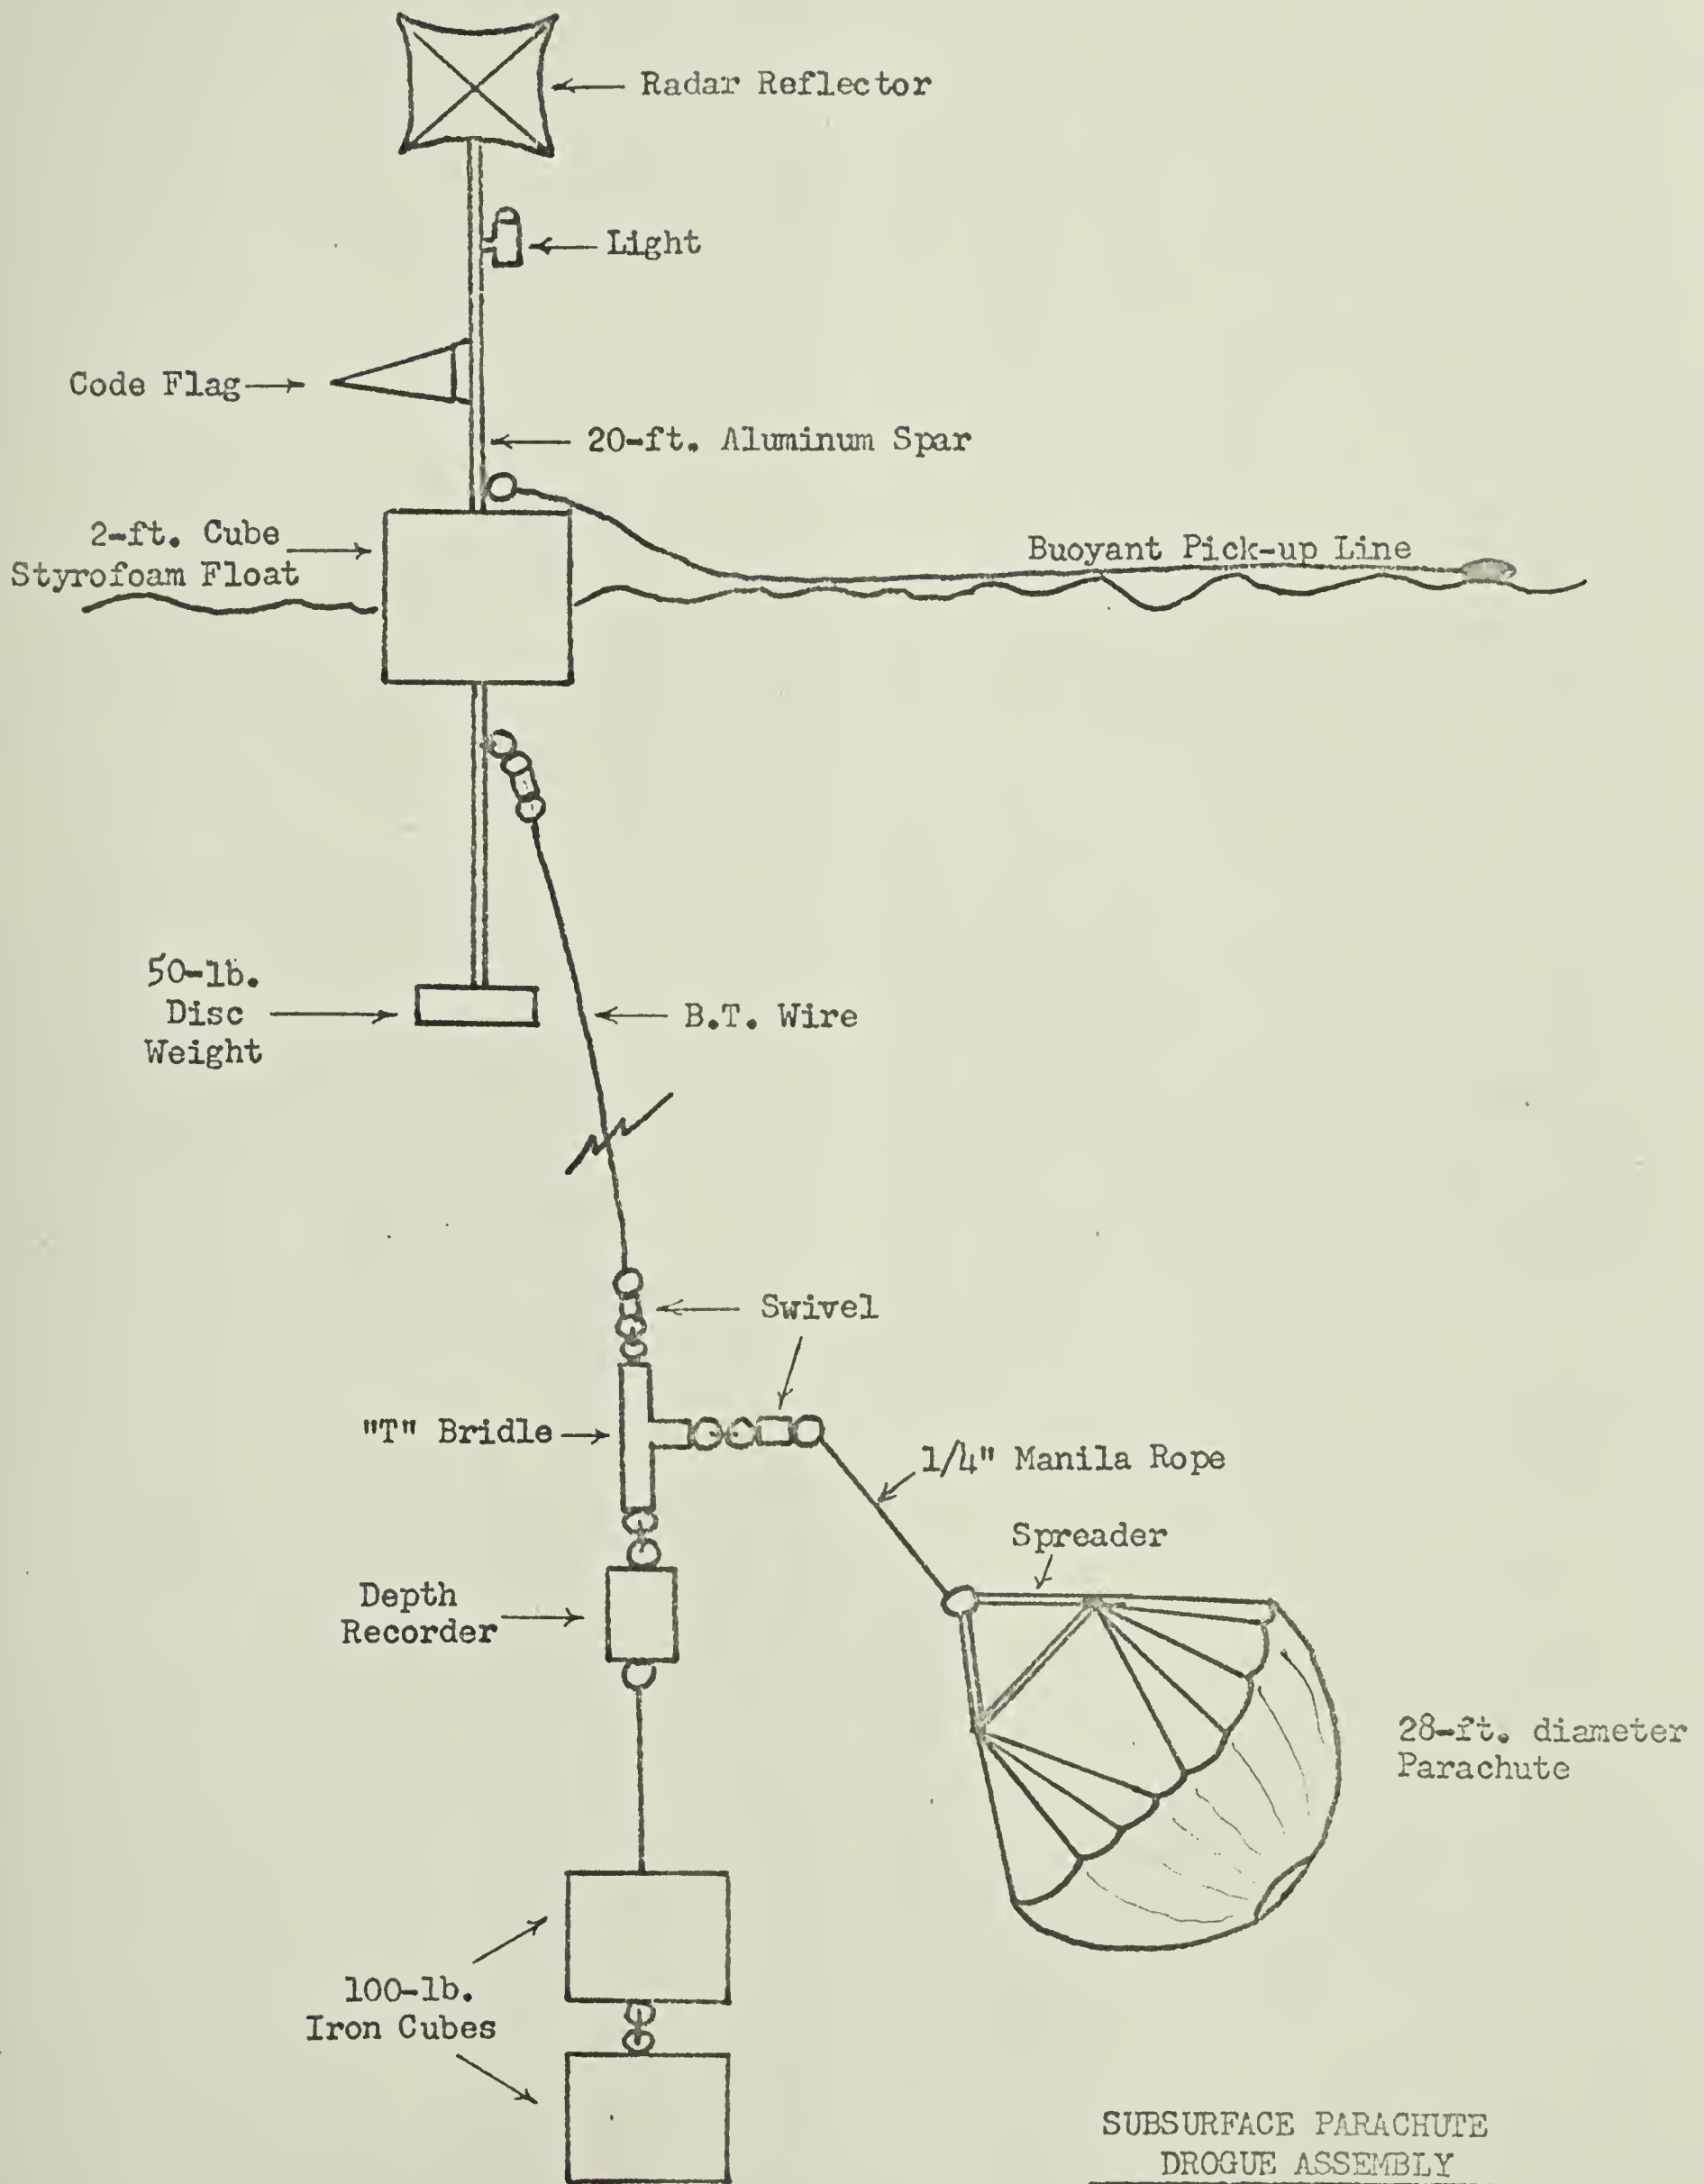 Radar Reflector
Light
Code Flag
20-ft. Aluminum Spar
2-ft. Cube
Styrofoam Float
Buoyant Pick-up Line
50-lb.
Disc
Weight
B.T. Wire
Swivel
"T" Bridle
1/4" Manila Rope
Spreader
Depth
Recorder
28-ft. diameter
Parachute
100-lb.
Iron Cubes
SUBSURFACE PARACHUTE
DROGUE ASSEMBLY